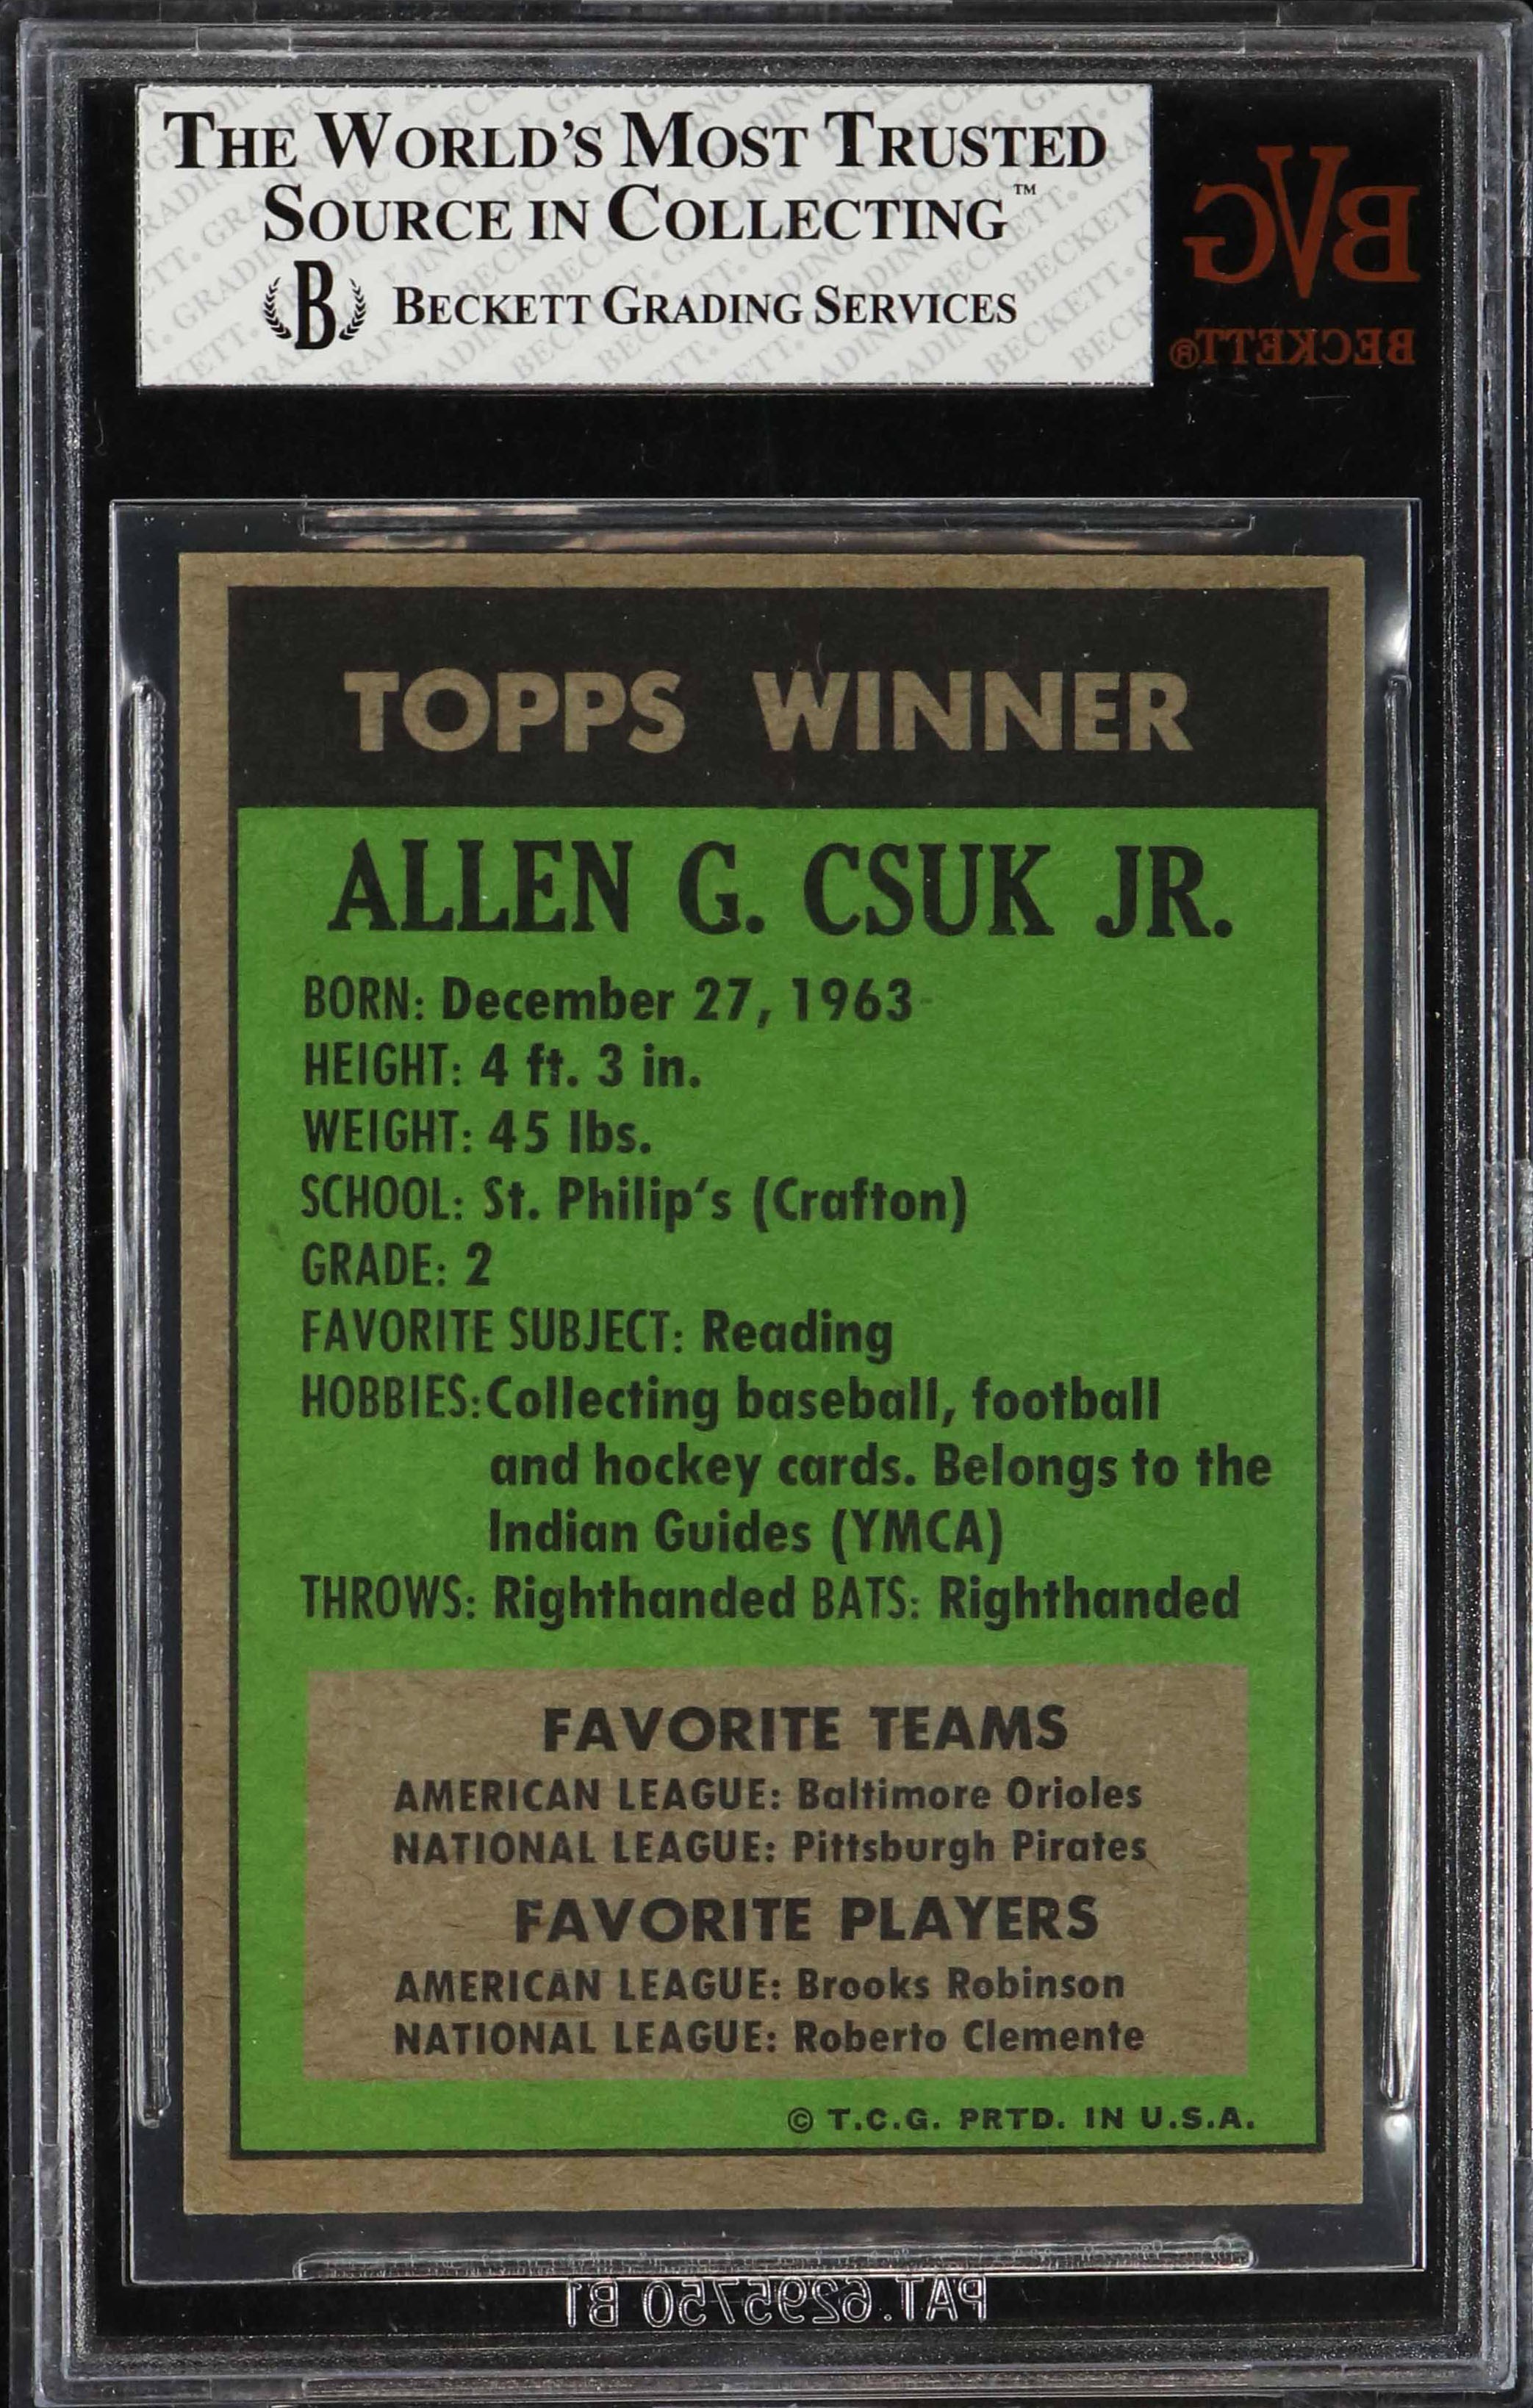 THE WORLD'S MOST TRUSTED
SOURCE IN COLLECTING™
B BECKETT GRADING SERVICES
BVG
BECKETT®
TOPPS WINNER
ALLEN G. CSUK JR.
BORN: December 27, 1963
HEIGHT: 4 ft. 3 in.
WEIGHT: 45 lbs.
SCHOOL: St. Philip's (Crafton)
GRADE: 2
FAVORITE SUBJECT: Reading
HOBBIES: Collecting baseball, football
and hockey cards. Belongs to the
Indian Guides (YMCA)
THROWS: Righthanded BATS: Righthanded
FAVORITE TEAMS
AMERICAN LEAGUE: Baltimore Orioles
NATIONAL LEAGUE: Pittsburgh Pirates
FAVORITE PLAYERS
AMERICAN LEAGUE: Brooks Robinson
NATIONAL LEAGUE: Roberto Clemente
© T.C.G. PRTD. IN U.S.A.
PAT.6295750 B1